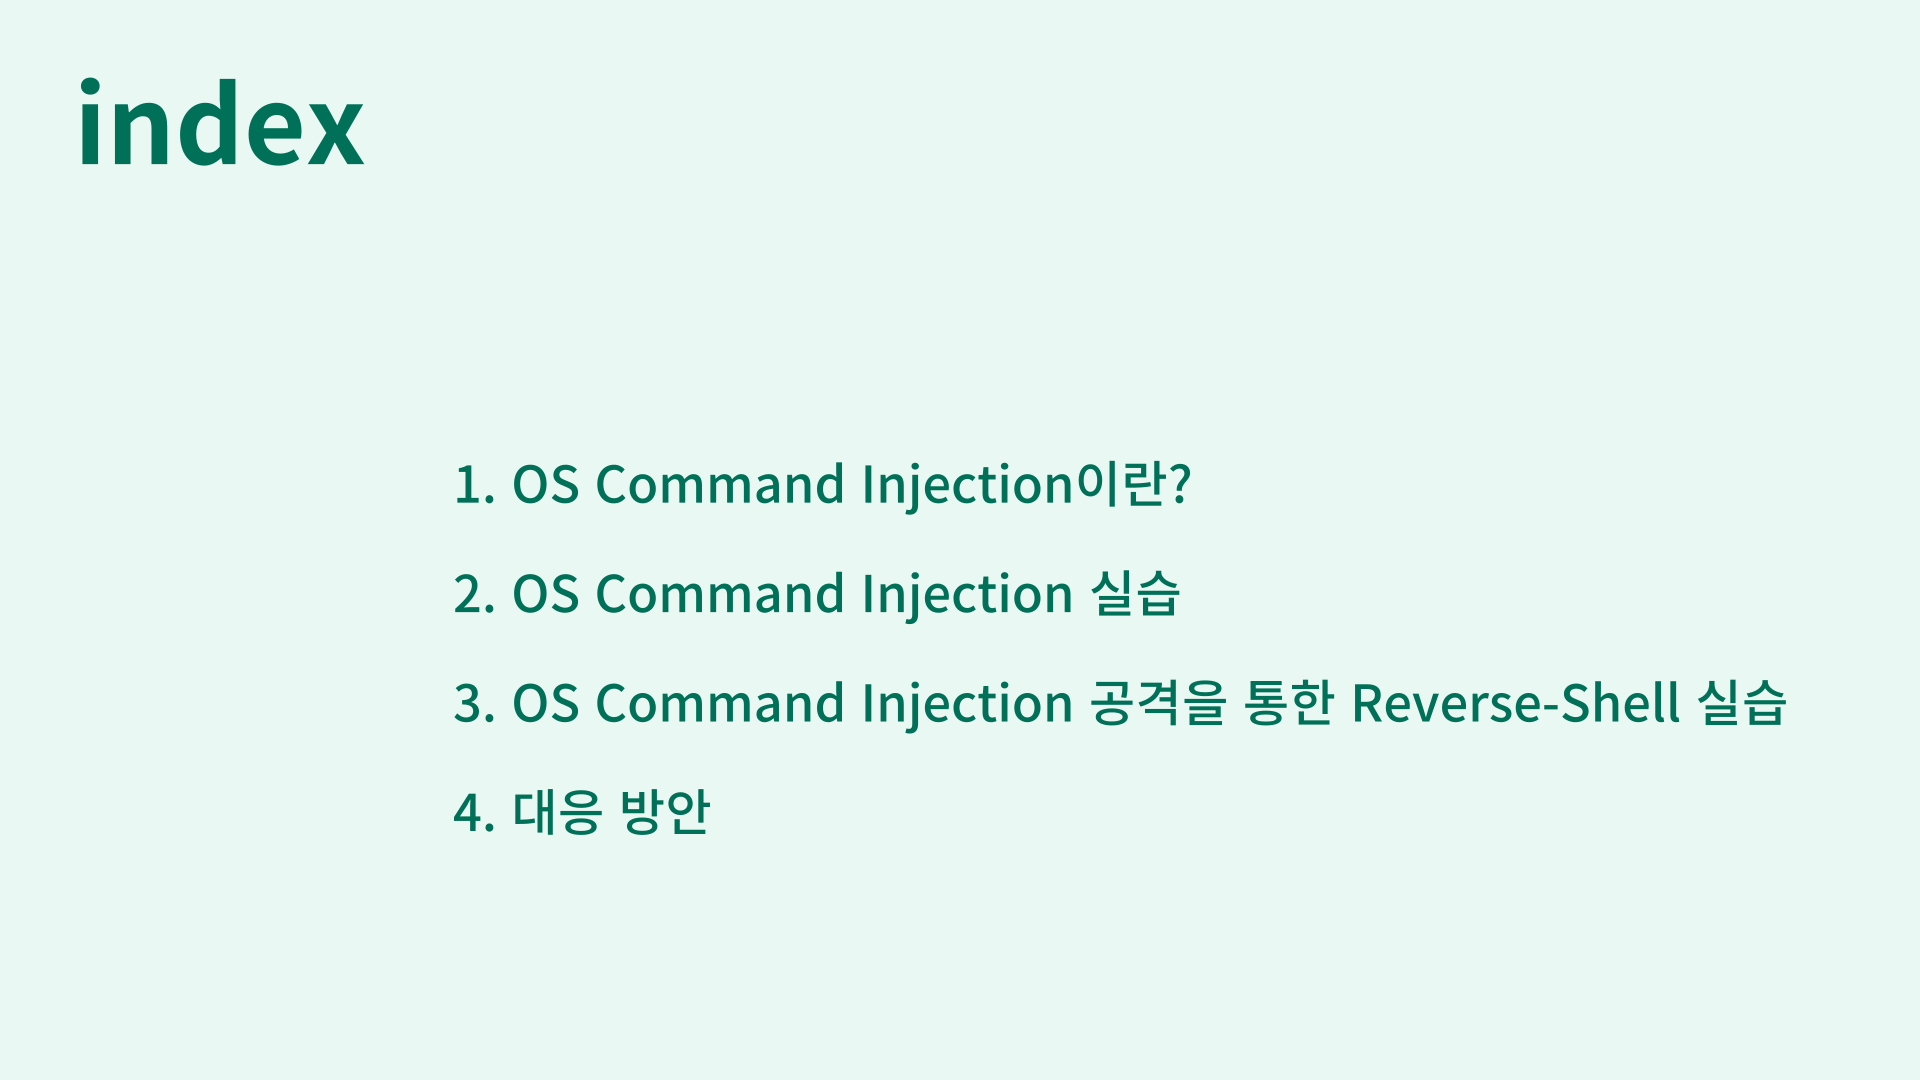 index
1. OS Command Injection이란?
2. OS Command Injection 실습
3. OS Command Injection 공격을 통한 Reverse-Shell 실습
4. 대응 방안